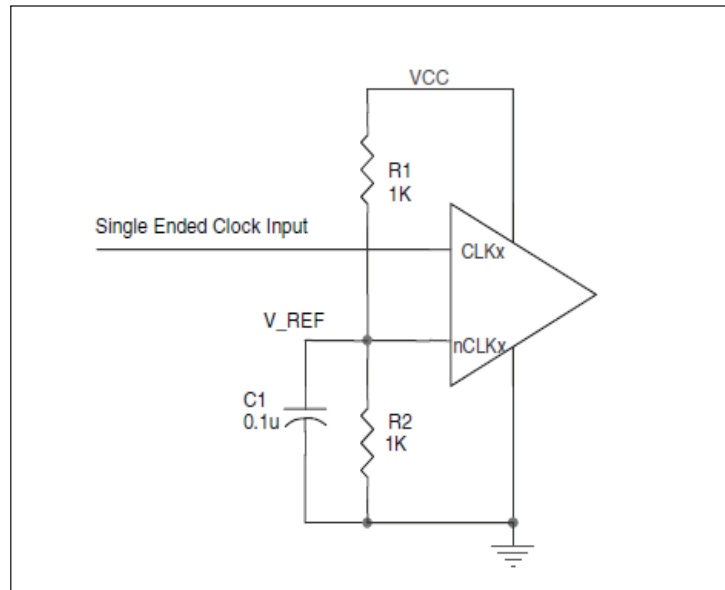 VCC
R1
1K
Single Ended Clock Input
CLKx
V_REF
nCLKx
C1
0.1u
R2
1K